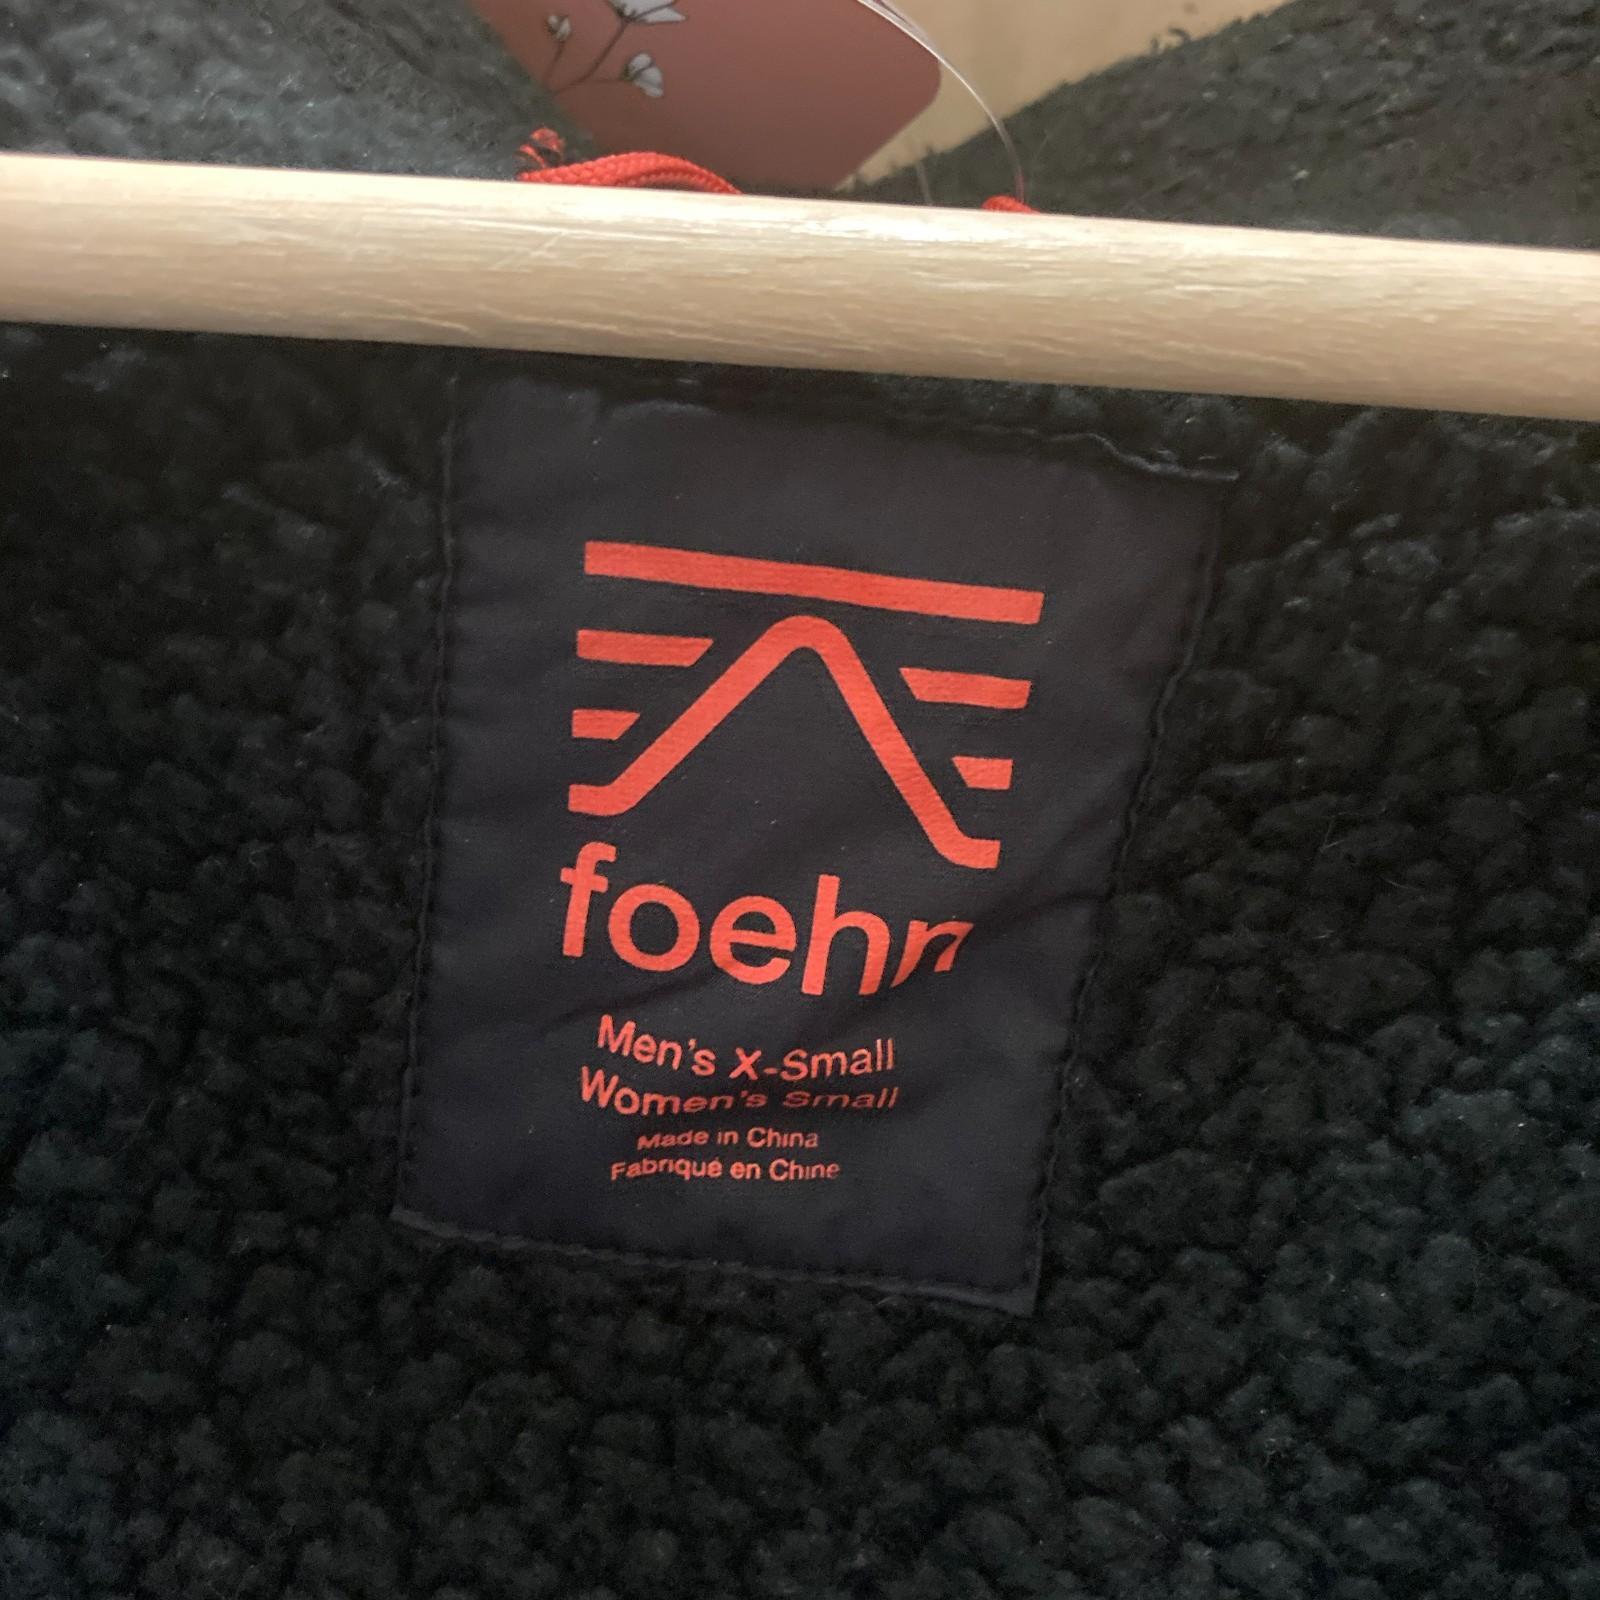 foehn
Men's X-Small
Women's Small
Made in China
Fabriqué en Chine